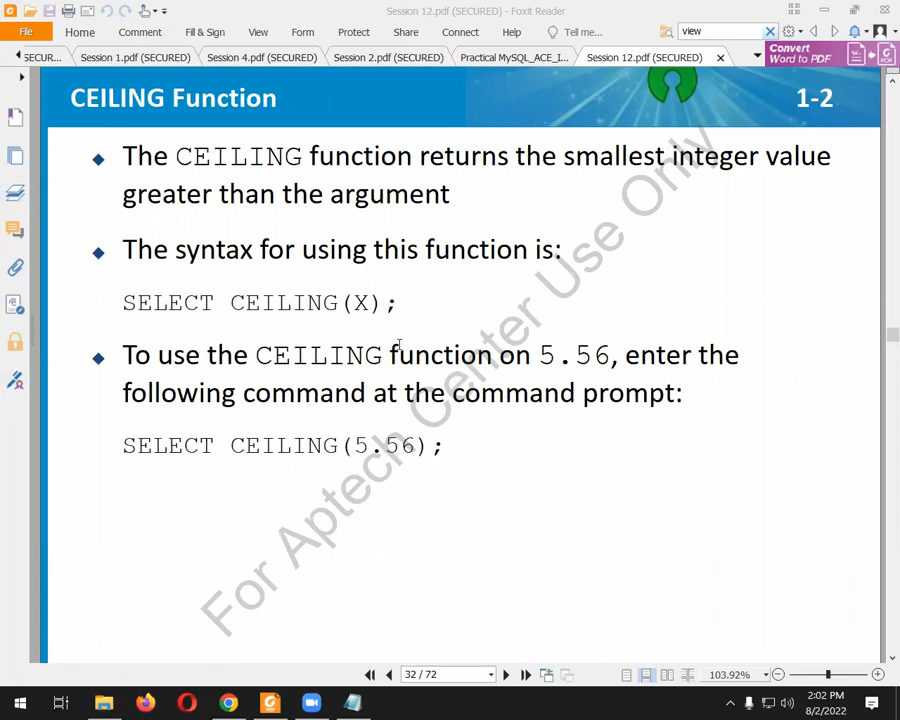 Session 12.pdf (SECURED) - Foxit Reader
File Home Comment Fill & Sign View Form Protect Share Connect Help Tell me... view
SECUR... Session 1.pdf (SECURED) Session 4.pdf (SECURED) Session 2.pdf (SECURED) Practical MySQL_ACE_I... Session 12.pdf (SECURED) Convert
Word to PDF
CEILING Function 1-2
The CEILING function returns the smallest integer value
greater than the argument
The syntax for using this function is:
SELECT CEILING(X);
To use the CEILING function on 5.56, enter the
following command at the command prompt:
SELECT CEILING(5.56);
For Aptech Center Use Only
32 / 72 103.92%
2:02 PM
8/2/2022